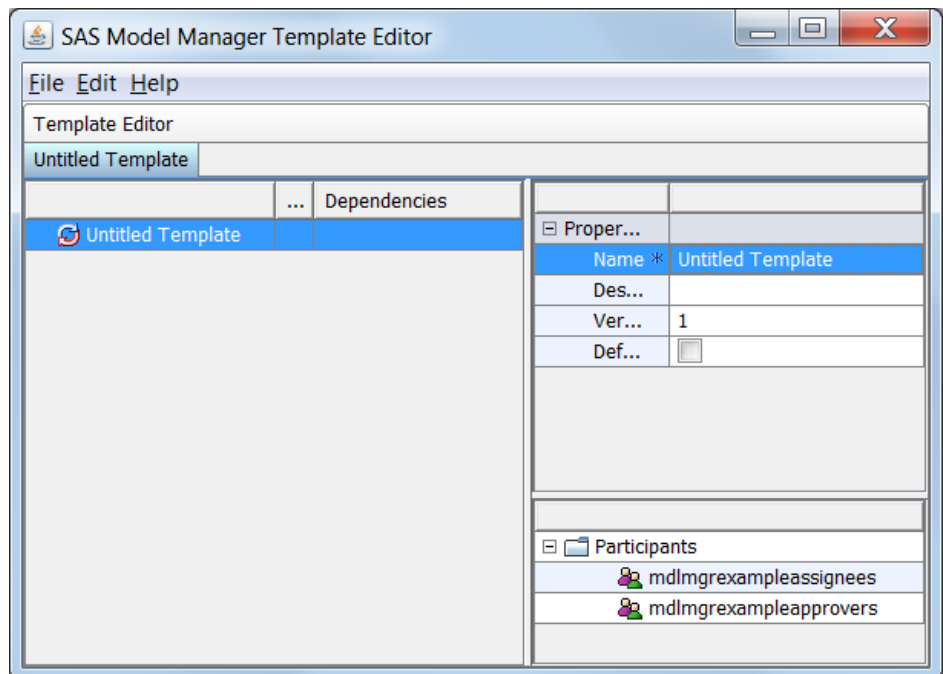 SAS Model Manager Template Editor
File Edit Help
Template Editor
Untitled Template
... Dependencies
Untitled Template
Proper...
Name * Untitled Template
Des...
Ver... 1
Def...
Participants
mdlmgrexampleassignees
mdlmgrexampleapprovers